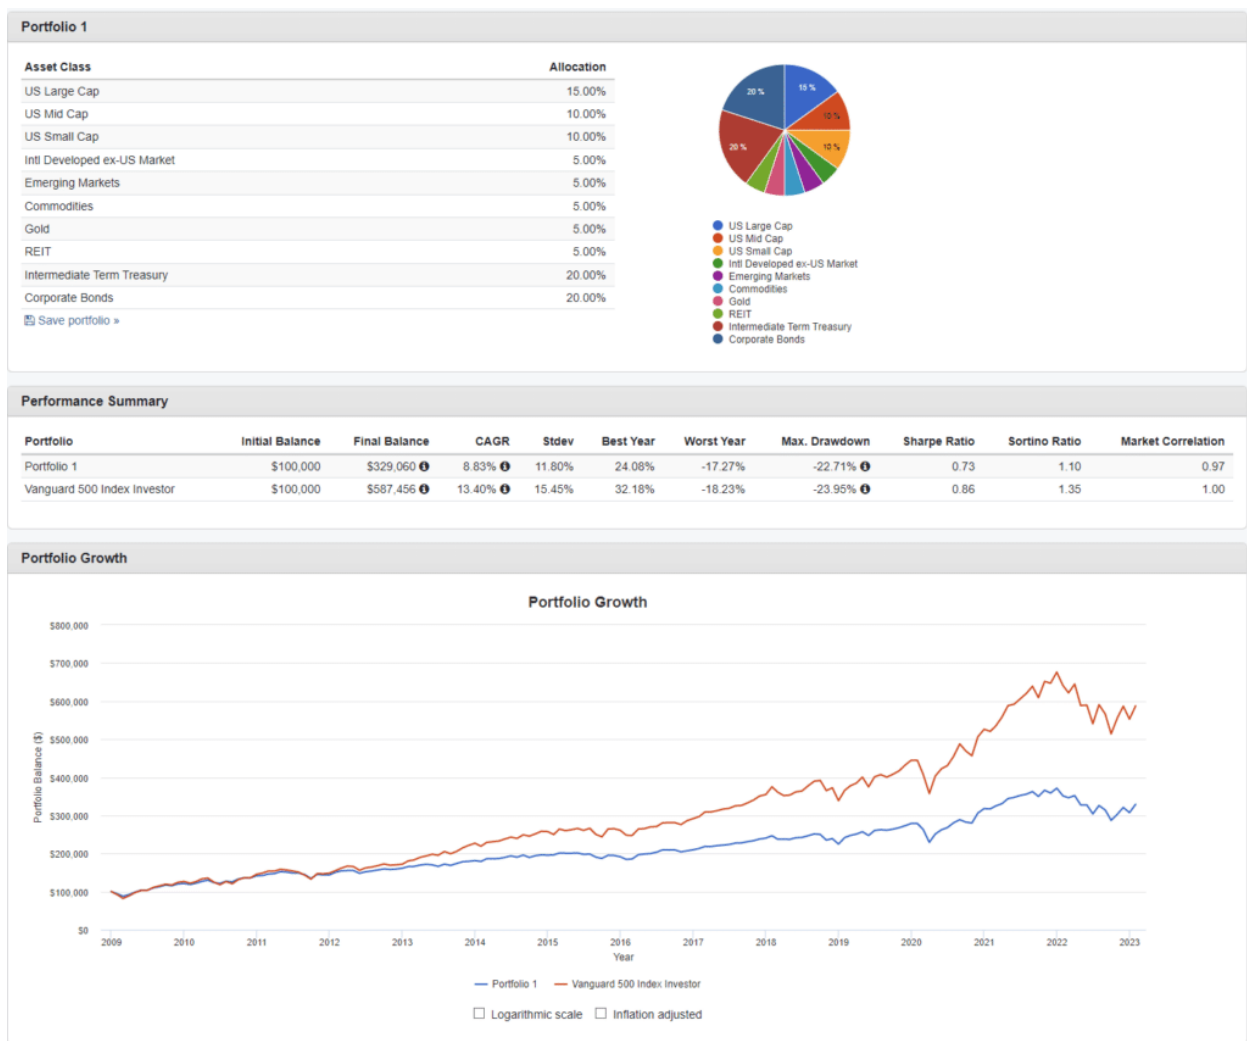 Portfolio 1
Asset Class Allocation
US Large Cap 15.00%
US Mid Cap 10.00%
US Small Cap 10.00%
Intl Developed ex-US Market 5.00%
Emerging Markets 5.00%
Commodities 5.00%
Gold 5.00%
REIT 5.00%
Intermediate Term Treasury 20.00%
Corporate Bonds 20.00%
Save portfolio »
20 % 15 %
10 %
20 % 10 %
US Large Cap
US Mid Cap
US Small Cap
Intl Developed ex-US Market
Emerging Markets
Commodities
Gold
REIT
Intermediate Term Treasury
Corporate Bonds
Performance Summary
Portfolio Initial Balance Final Balance CAGR Stdev Best Year Worst Year Max. Drawdown Sharpe Ratio Sortino Ratio Market Correlation
Portfolio 1 $100,000 $329,060 8.83% 11.80% 24.08% -17.27% -22.71% 0.73 1.10 0.97
Vanguard 500 Index Investor $100,000 $587,456 13.40% 15.45% 32.18% -18.23% -23.95% 0.86 1.35 1.00
Portfolio Growth
Portfolio Growth
$800,000
$700,000
$600,000
$500,000
$400,000
$300,000
$200,000
$100,000
$0
Portfolio Balance ($)
2009 2010 2011 2012 2013 2014 2015 2016 2017 2018 2019 2020 2021 2022 2023
Year
Portfolio 1 Vanguard 500 Index Investor
Logarithmic scale Inflation adjusted